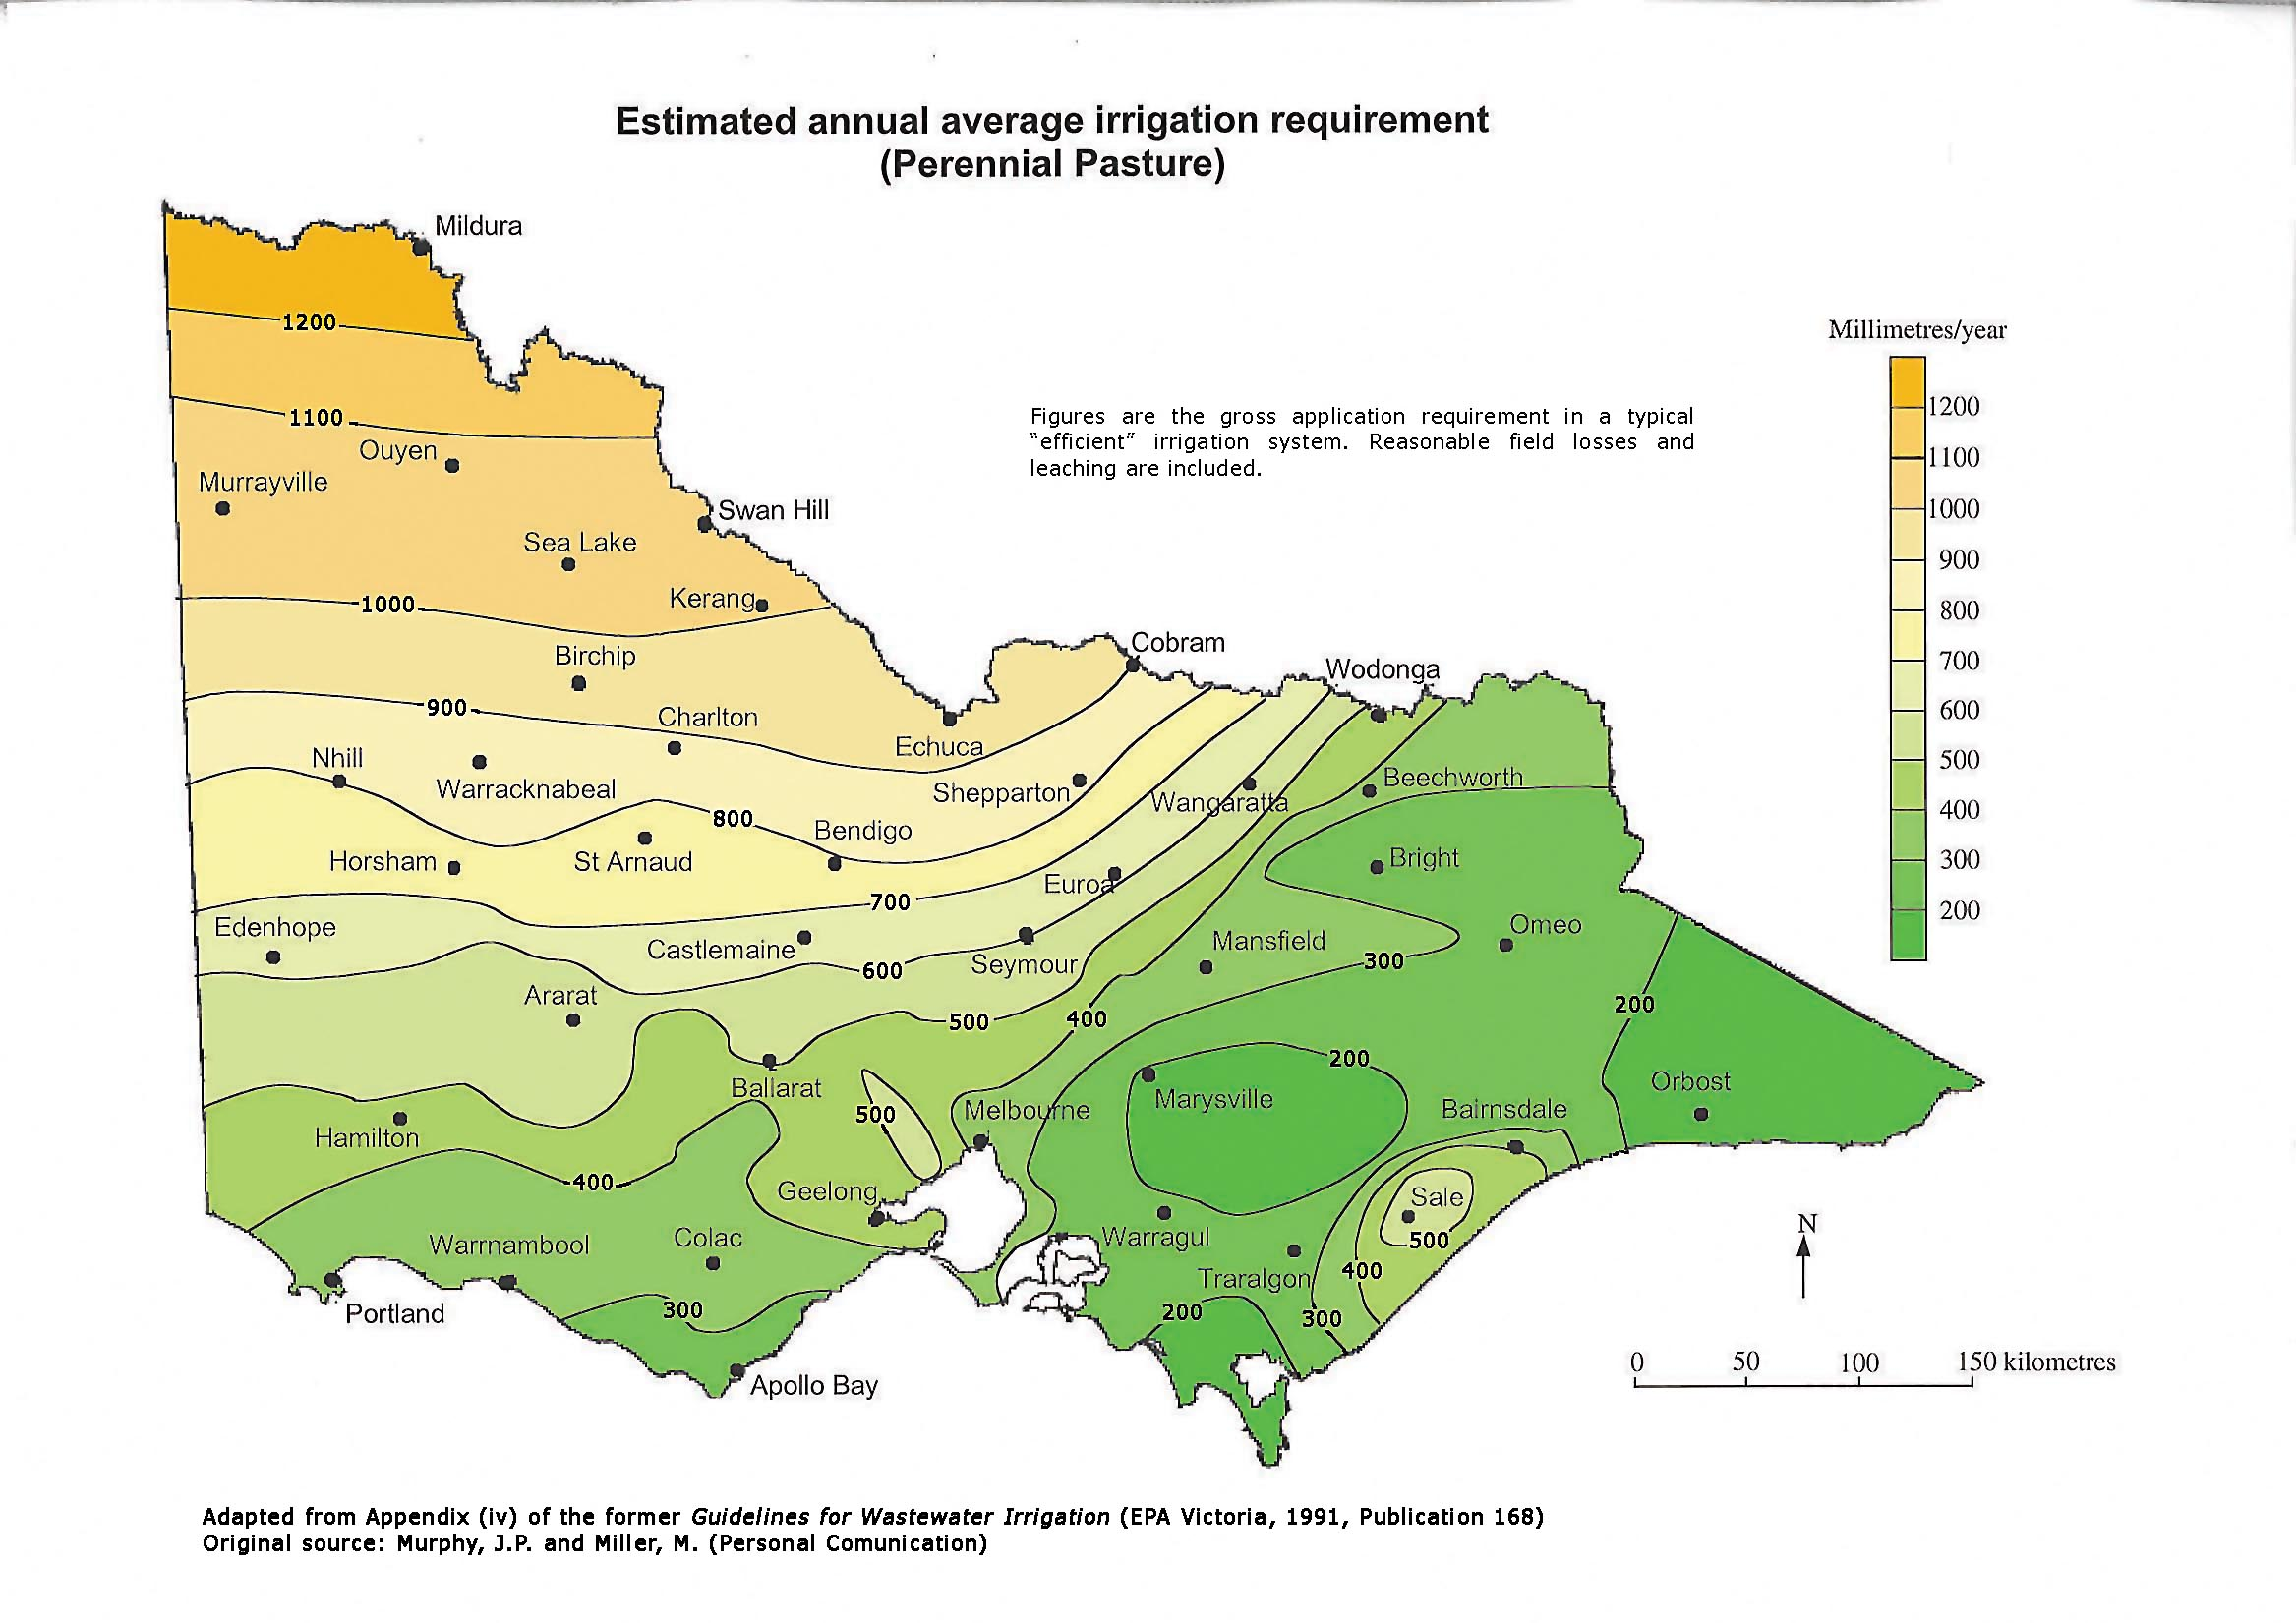 Estimated annual average irrigation requirement
(Perennial Pasture)
Mildura
1200
Millimetres/year
1200
1100
1000
900
800
700
600
500
400
300
200
1100
Figures are the gross application requirement in a typical
“efficient” irrigation system. Reasonable field losses and
leaching are included.
Ouyen
Murrayville
Swan Hill
Sea Lake
Kerang
1000
Cobram
Birchip
Wodonga
900
Charlton
Echuca
Nhill
Beechworth
Warracknabeal
Shepparton
Wangaratta
800
Bendigo
Horsham
St Arnaud
Bright
Euroa
700
Edenhope
Omeo
Castlemaine
Mansfield
600
Seymour
300
Ararat
200
500
400
200
Ballarat
Orbost
Marysville
500
Melbourne
Bairnsdale
Hamilton
400
Geelong
Sale
Warrnambool
Colac
Warragul
500
N
400
Traralgon
Portland
300
200
300
Apollo Bay
0 50 100 150 kilometres
Adapted from Appendix (iv) of the former Guidelines for Wastewater Irrigation (EPA Victoria, 1991, Publication 168)
Original source: Murphy, J.P. and Miller, M. (Personal Comunication)